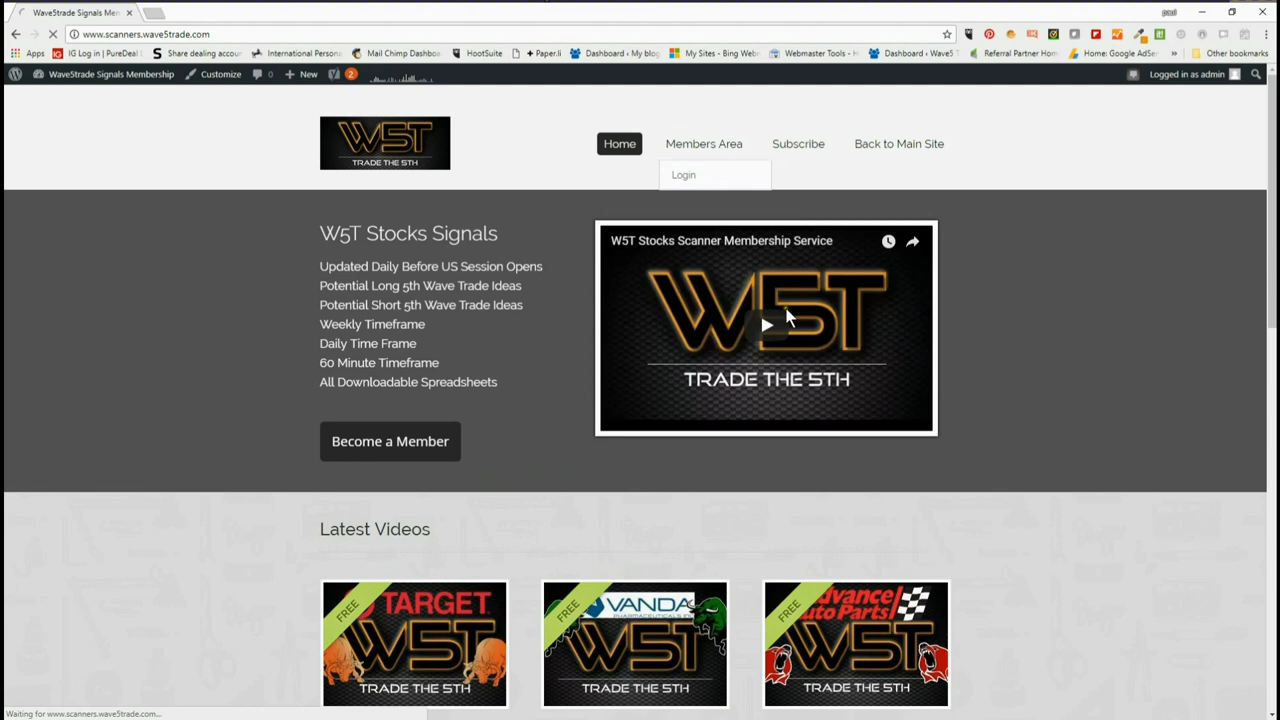 Wave5trade Signals Mem
paul
www.scanners.wave5trade.com
Apps
IG Log in | PureDeal
Share dealing accou
International Persona
Mail Chimp Dashboa
HootSuite
+ Paper.li
Dashboard ‹ My blog
My Sites - Bing Web
Webmaster Tools - H
Dashboard ‹ Wave5 T
Referral Partner Hom
Home: Google AdSen
»
Other bookmarks
Wave5trade Signals Membership
Customize
0
New
2
Logged in as admin
W5T
TRADE THE 5TH
Home
Members Area
Subscribe
Back to Main Site
Login
W5T Stocks Signals
Updated Daily Before US Session Opens
Potential Long 5th Wave Trade Ideas
Potential Short 5th Wave Trade Ideas
Weekly Timeframe
Daily Time Frame
60 Minute Timeframe
All Downloadable Spreadsheets
Become a Member
W5T Stocks Scanner Membership Service
W5T
TRADE THE 5TH
Latest Videos
FREE
TARGET
W5T
TRADE THE 5TH
FREE
VANDA
PHARMACEUTICALS
W5T
TRADE THE 5TH
FREE
Advance
Auto Parts
W5T
TRADE THE 5TH
Waiting for www.scanners.wave5trade.com...